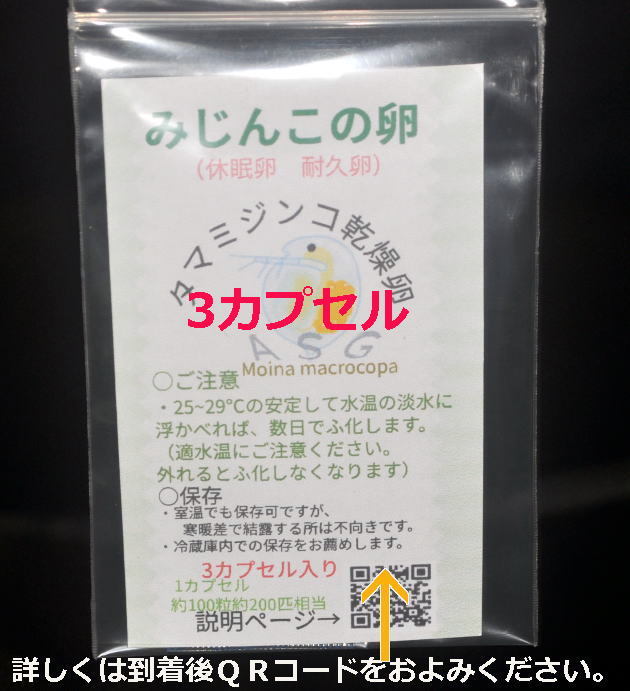 みじんこの卵
（休眠卵　耐久卵）
タマミジンコ乾燥卵
3カプセル
ASG
Moina macrocopa
○ご注意
・25~29℃の安定して水温の淡水に
浮かべれば、数日でふ化します。
（適水温にご注意ください。
外れるとふ化しなくなります）
○保存
・室温でも保存可ですが、
寒暖差で結露する所は不向きです。
・冷蔵庫内での保存をお薦めします。
3カプセル入り
1カプセル
約100粒約200匹相当
説明ページ→
詳しくは到着後ＱＲコードをおよみください。